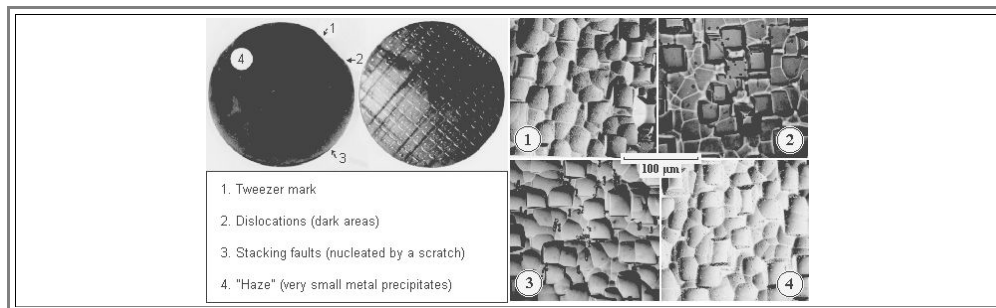 1
4
2
3
1. Tweezer mark
2. Dislocations (dark areas)
3. Stacking faults (nucleated by a scratch)
4. "Haze" (very small metal precipitates)
1
2
100 µm
3
4